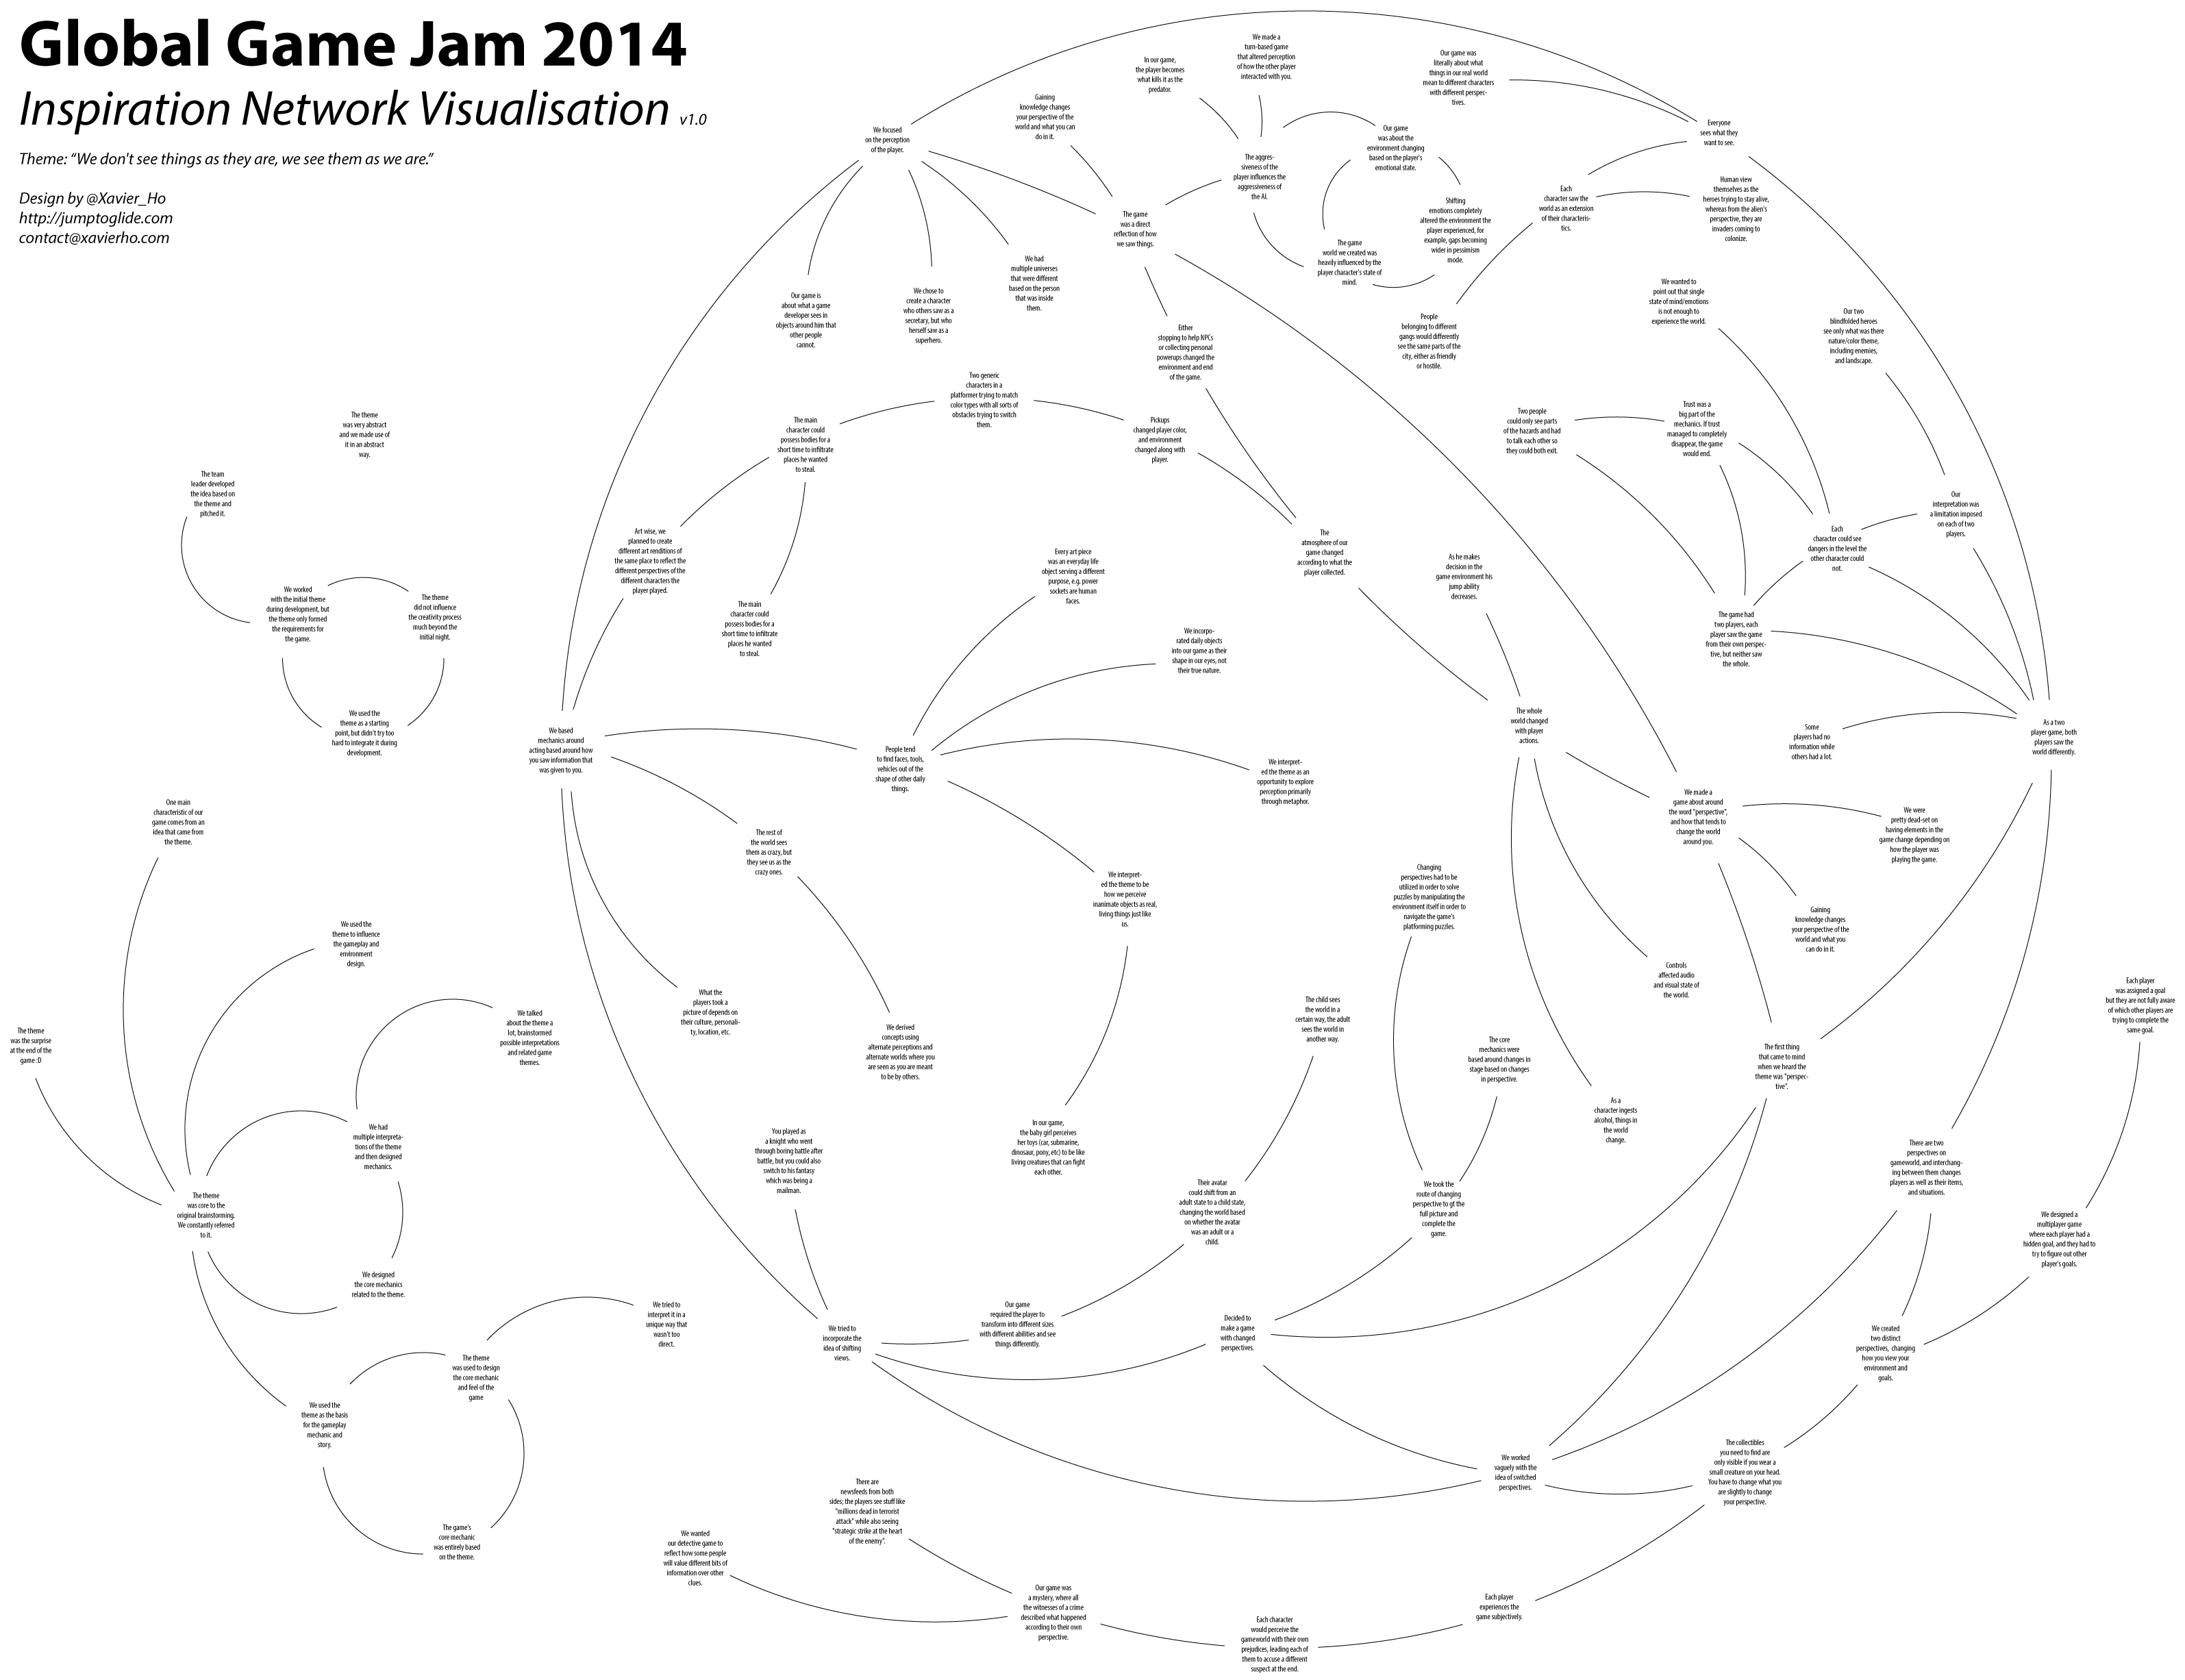 Global Game Jam 2014
Inspiration Network Visualisation v1.0
Theme: “We don't see things as they are, we see them as we are.”
Design by @Xavier_Ho
http://jumptoglide.com
contact@xavierho.com
We focused
on the perception
of the player.
Gaining
knowledge changes
your perspective of the
world and what you can
do in it.
In our game,
the player becomes
what kills it as the
predator.
We made a
turn-based game
that altered perception
of how the other player
interacted with you.
Our game was
literally about what
things in our real world
mean to different characters
with different perspec-
tives.
Everyone
sees what they
want to see.
Our game
was about the
environment changing
based on the player's
emotional state.
The aggres-
siveness of the
player influences the
aggressiveness of
the AI.
Shifting
emotions completely
altered the environment the
player experienced, for
example, gaps becoming
wider in pessimism
mode.
Each
character saw the
world as an extension
of their characteris-
tics.
Human view
themselves as the
heroes trying to stay alive,
whereas from the alien's
perspective, they are
invaders coming to
colonize.
The game
was a direct
reflection of how
we saw things.
The game
world we created was
heavily influenced by the
player character's state of
mind.
Our game is
about what a game
developer sees in
objects around him that
other people
cannot.
We chose to
create a character
who others saw as a
secretary, but who
herself saw as a
superhero.
We had
multiple universes
that were different
based on the person
that was inside
them.
Either
stopping to help NPCs
or collecting personal
powerups changed the
environment and end
of the game.
People
belonging to different
gangs would differently
see the same parts of the
city, either as friendly
or hostile.
We wanted to
point out that single
state of mind/emotions
is not enough to
experience the world.
Our two
blindfolded heroes
see only what was there
nature/color theme,
including enemies,
and landscape.
The theme
was very abstract
and we made use of
it in an abstract
way.
The main
character could
possess bodies for a
short time to infiltrate
places he wanted
to steal.
Two generic
characters in a
platformer trying to match
color types with all sorts of
obstacles trying to switch
them.
Pickups
changed player color,
and environment
changed along with
player.
Two people
could only see parts
of the hazards and had
to talk each other so
they could both exit.
Trust was a
big part of the
mechanics. If trust
managed to completely
disappear, the game
would end.
The team
leader developed
the idea based on
the theme and
pitched it.
Art wise, we
planned to create
different art renditions of
the same place to reflect the
different perspectives of the
different characters the
player played.
Every art piece
was an everyday life
object serving a different
purpose, e.g. power
sockets are human
faces.
The
atmosphere of our
game changed
according to what the
player collected.
As he makes
decision in the
game environment his
jump ability
decreases.
Each
character could see
dangers in the level the
other character could
not.
Our
interpretation was
a limitation imposed
on each of two
players.
We worked
with the initial theme
during development, but
the theme only formed
the requirements for
the game.
The theme
did not influence
the creativity process
much beyond the
initial night.
The main
character could
possess bodies for a
short time to infiltrate
places he wanted
to steal.
We incorpo-
rated daily objects
into our game as their
shape in our eyes, not
their true nature.
The game had
two players, each
player saw the game
from their own perspec-
tive, but neither saw
the whole.
We used the
theme as a starting
point, but didn't try too
hard to integrate it during
development.
We based
mechanics around
acting based around how
you saw information that
was given to you.
People tend
to find faces, tools,
vehicles out of the
shape of other daily
things.
We interpret-
ed the theme as an
opportunity to explore
perception primarily
through metaphor.
The whole
world changed
with player
actions.
Some
players had no
information while
others had a lot.
As a two
player game, both
players saw the
world differently.
One main
characteristic of our
game comes from an
idea that came from
the theme.
The rest of
the world sees
them as crazy, but
they see us as the
crazy ones.
We made a
game about around
the word "perspective",
and how that tends to
change the world
around you.
We were
pretty dead-set on
having elements in the
game change depending on
how the player was
playing the game.
We used the
theme to influence
the gameplay and
environment
design.
We interpret-
ed the theme to be
how we perceive
inanimate objects as real,
living things just like
us.
Changing
perspectives had to be
utilized in order to solve
puzzles by manipulating the
environment itself in order to
navigate the game's
platforming puzzles.
Gaining
knowledge changes
your perspective of the
world and what you
can do in it.
The theme
was the surprise
at the end of the
game :D
We talked
about the theme a
lot, brainstormed
possible interpretations
and related game
themes.
What the
players took a
picture of depends on
their culture, personali-
ty, location, etc.
We derived
concepts using
alternate perceptions and
alternate worlds where you
are seen as you are meant
to be by others.
The child sees
the world in a
certain way, the adult
sees the world in
another way.
The core
mechanics were
based around changes in
stage based on changes
in perspective.
Controls
affected audio
and visual state of
the world.
The first thing
that came to mind
when we heard the
theme was "perspec-
tive".
Each player
was assigned a goal
but they are not fully aware
of which other players are
trying to complete the
same goal.
We had
multiple interpreta-
tions of the theme
and then designed
mechanics.
You played as
a knight who went
through boring battle after
battle, but you could also
switch to his fantasy
which was being a
mailman.
In our game,
the baby girl perceives
her toys (car, submarine,
dinosaur, pony, etc) to be like
living creatures that can fight
each other.
As a
character ingests
alcohol, things in
the world
change.
There are two
perspectives on
gameworld, and interchang-
ing between them changes
players as well as their items,
and situations.
The theme
was core to the
original brainstorming.
We constantly referred
to it.
Their avatar
could shift from an
adult state to a child state,
changing the world based
on whether the avatar
was an adult or a
child.
We took the
route of changing
perspective to gt the
full picture and
complete the
game.
We designed a
multiplayer game
where each player had a
hidden goal, and they had to
try to figure out other
player's goals.
We designed
the core mechanics
related to the theme.
We tried to
interpret it in a
unique way that
wasn't too
direct.
We tried to
incorporate the
idea of shifting
views.
Our game
required the player to
transform into different sizes
with different abilities and see
things differently.
Decided to
make a game
with changed
perspectives.
We created
two distinct
perspectives, changing
how you view your
environment and
goals.
The theme
was used to design
the core mechanic
and feel of the
game
We used the
theme as the basis
for the gameplay
mechanic and
story.
There are
newsfeeds from both
sides; the players see stuff like
"millions dead in terrorist
attack" while also seeing
"strategic strike at the heart
of the enemy".
We worked
vaguely with the
idea of switched
perspectives.
The collectibles
you need to find are
only visible if you wear a
small creature on your head.
You have to change what you
are slightly to change
your perspective.
The game's
core mechanic
was entirely based
on the theme.
We wanted
our detective game to
reflect how some people
will value different bits of
information over other
clues.
Our game was
a mystery, where all
the witnesses of a crime
described what happened
according to their own
perspective.
Each character
would perceive the
gameworld with their own
prejudices, leading each of
them to accuse a different
suspect at the end.
Each player
experiences the
game subjectively.